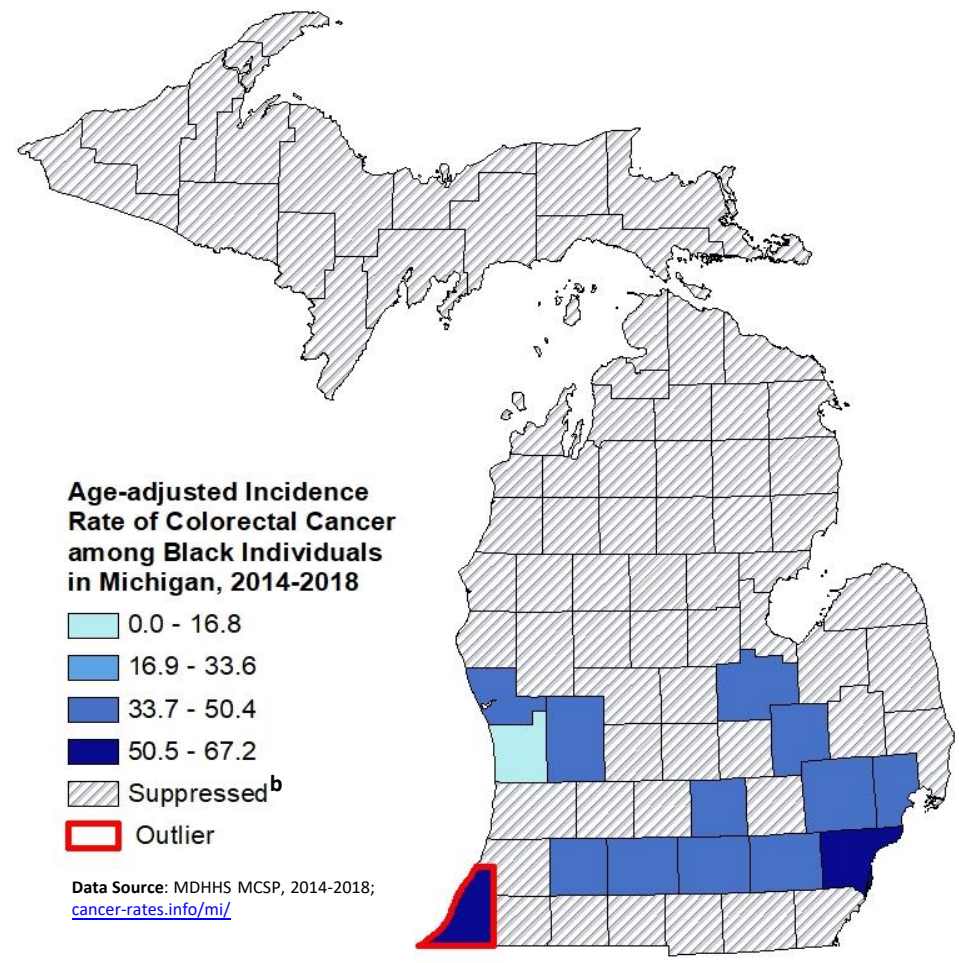 Age-adjusted Incidence
Rate of Colorectal Cancer
among Black Individuals
in Michigan, 2014-2018
0.0 - 16.8
16.9 - 33.6
33.7 - 50.4
50.5 - 67.2
Suppressedb
Outlier
Data Source: MDHHS MCSP, 2014-2018;
cancer-rates.info/mi/